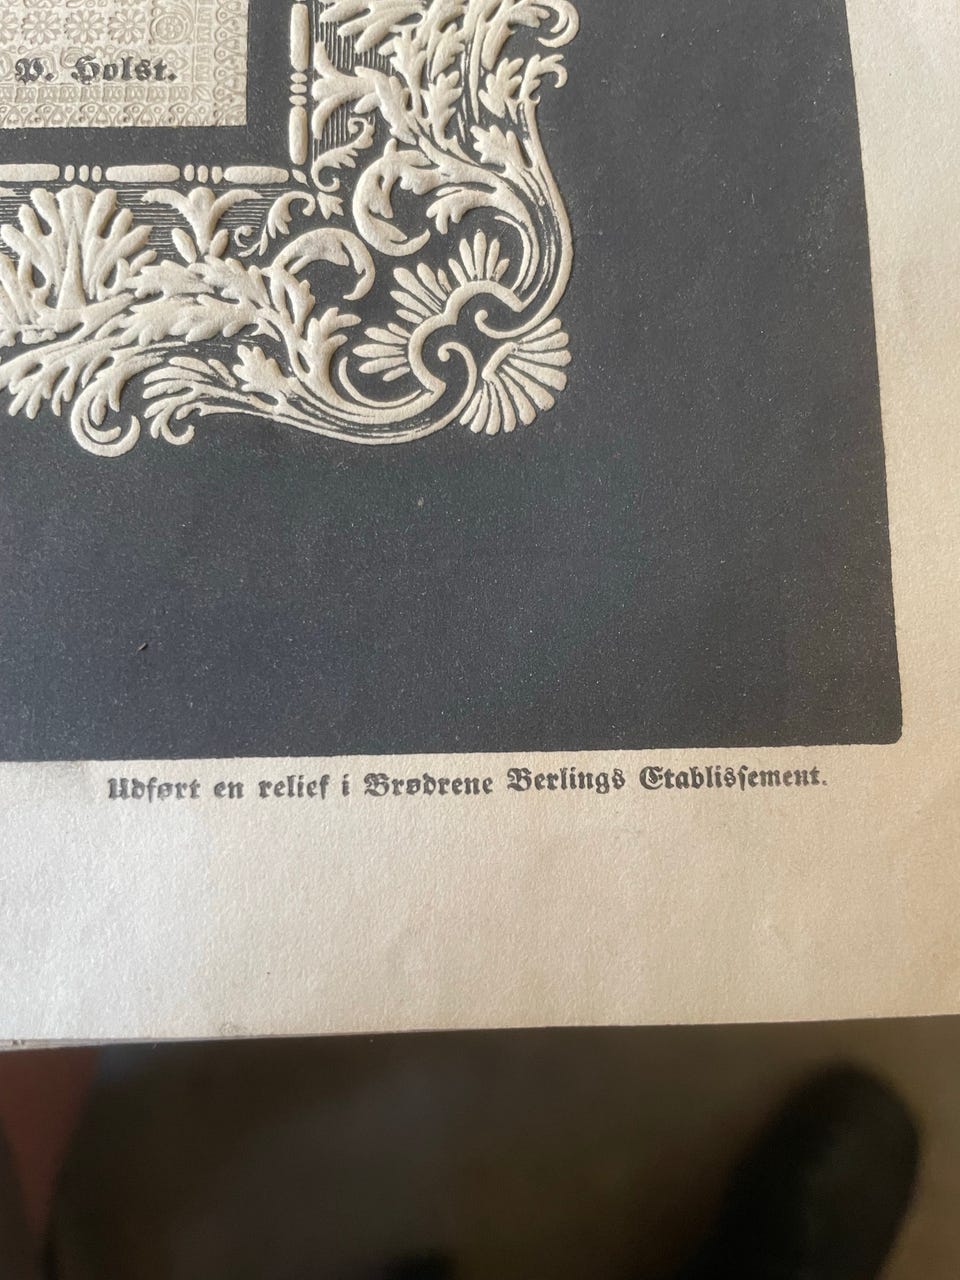 P. Holst.
Udført en relief i Brødrene Berlings Etablissement.